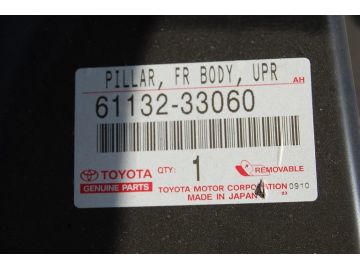 PILLAR, FR BODY, UPR
AH
61132-33060
TOYOTA
GENUINE PARTS
QTY: 1
REMOVABLE
TOYOTA MOTOR CORPORATION 0910
MADE IN JAPAN